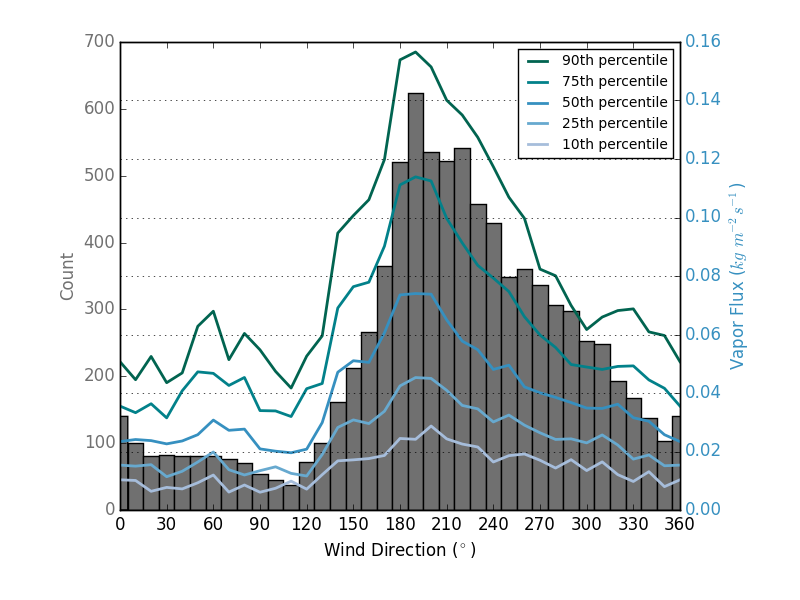 700
600
500
400
300
200
100
0
Count
0 30 60 90 120 150 180 210 240 270 300 330 360
Wind Direction (°)
0.16
0.14
0.12
0.10
0.08
0.06
0.04
0.02
0.00
Vapor Flux (kg m⁻² s⁻¹)
90th percentile
75th percentile
50th percentile
25th percentile
10th percentile